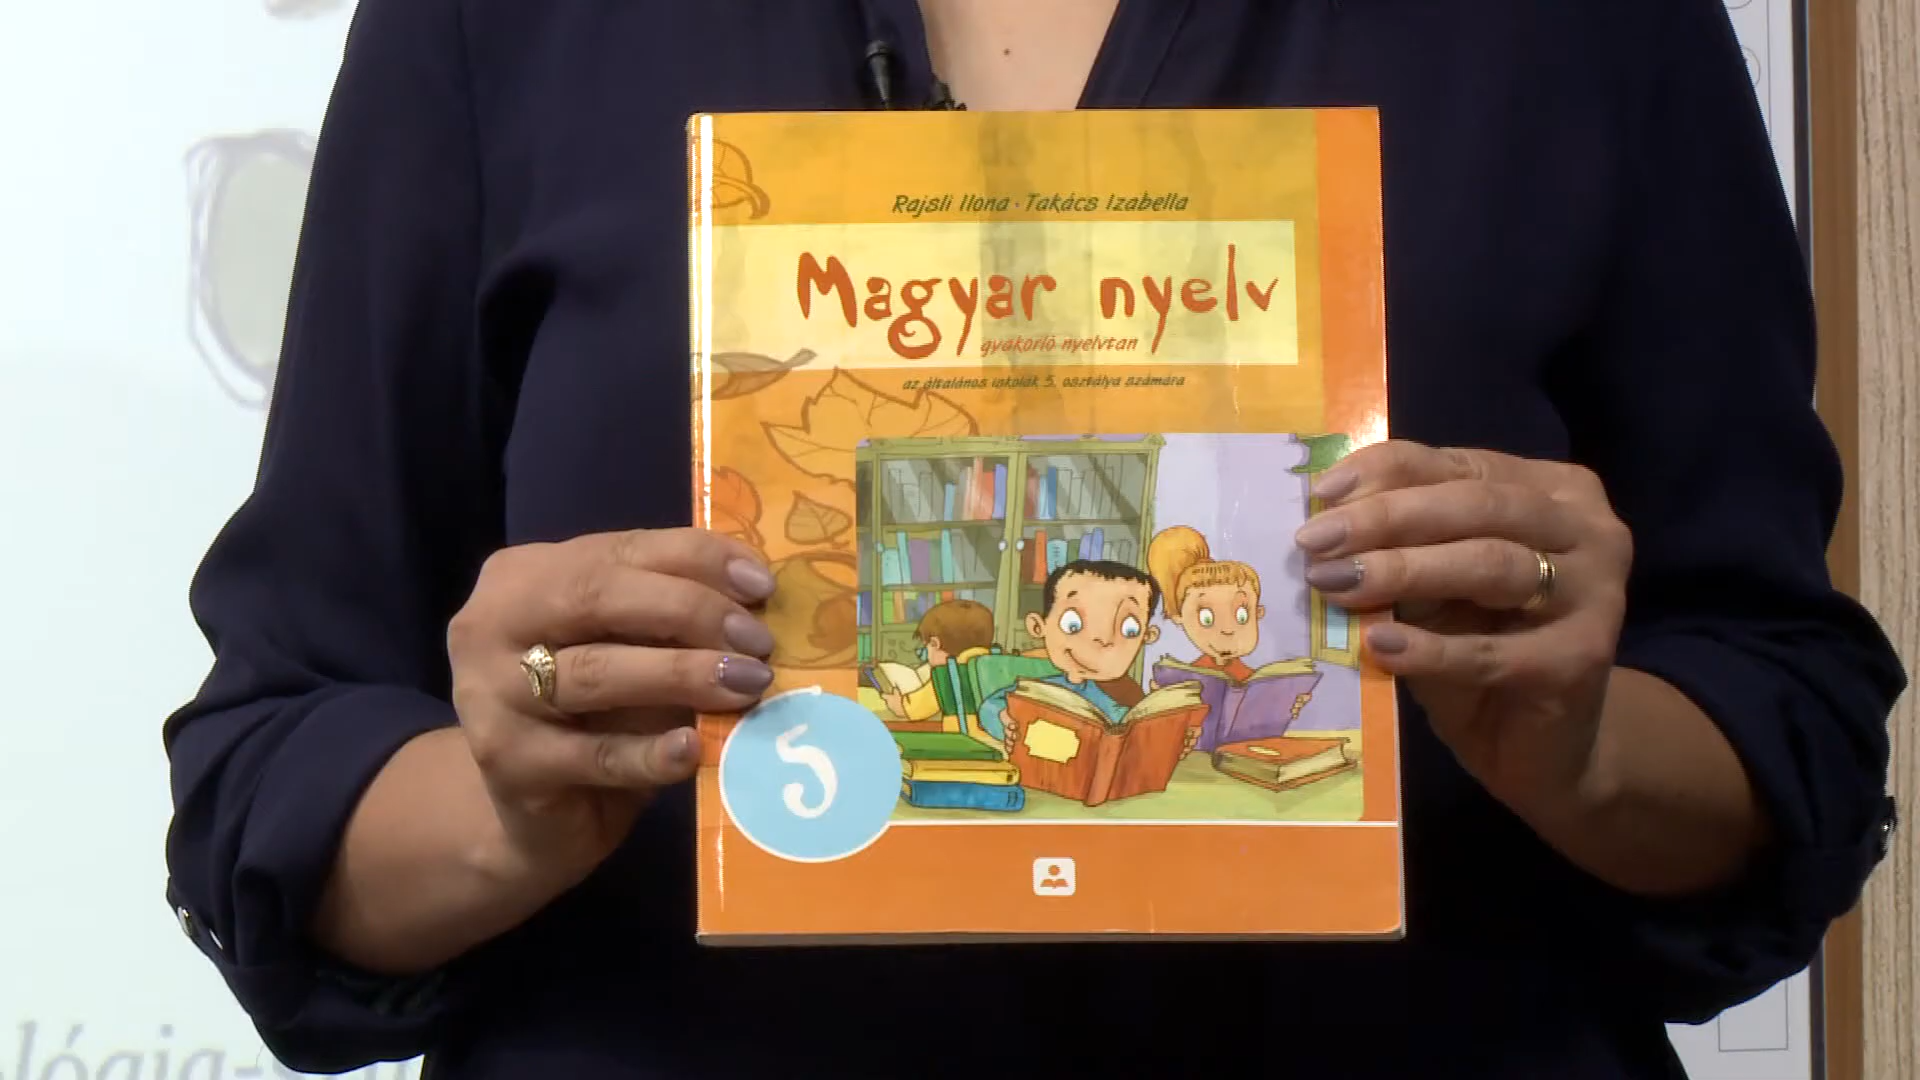 Rajsli Ilona · Takács Izabella
Magyar nyelv
gyakorló nyelvtan
az általános iskolák 5. osztálya számára
5